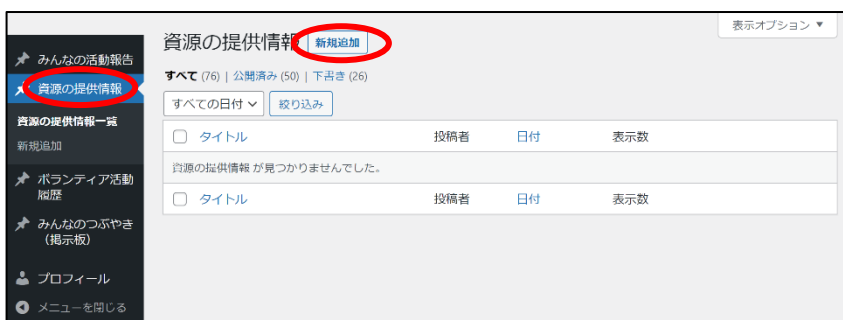 表示オプション ▼
みんなの活動報告
資源の提供情報
資源の提供情報一覧
新規追加
ボランティア活動
履歴
みんなのつぶやき
(掲示板)
プロフィール
メニューを閉じる
資源の提供情報 新規追加
すべて (76) | 公開済み (50) | 下書き (26)
すべての日付 絞り込み
タイトル 投稿者 日付 表示数
資源の提供情報 が見つかりませんでした。
タイトル 投稿者 日付 表示数